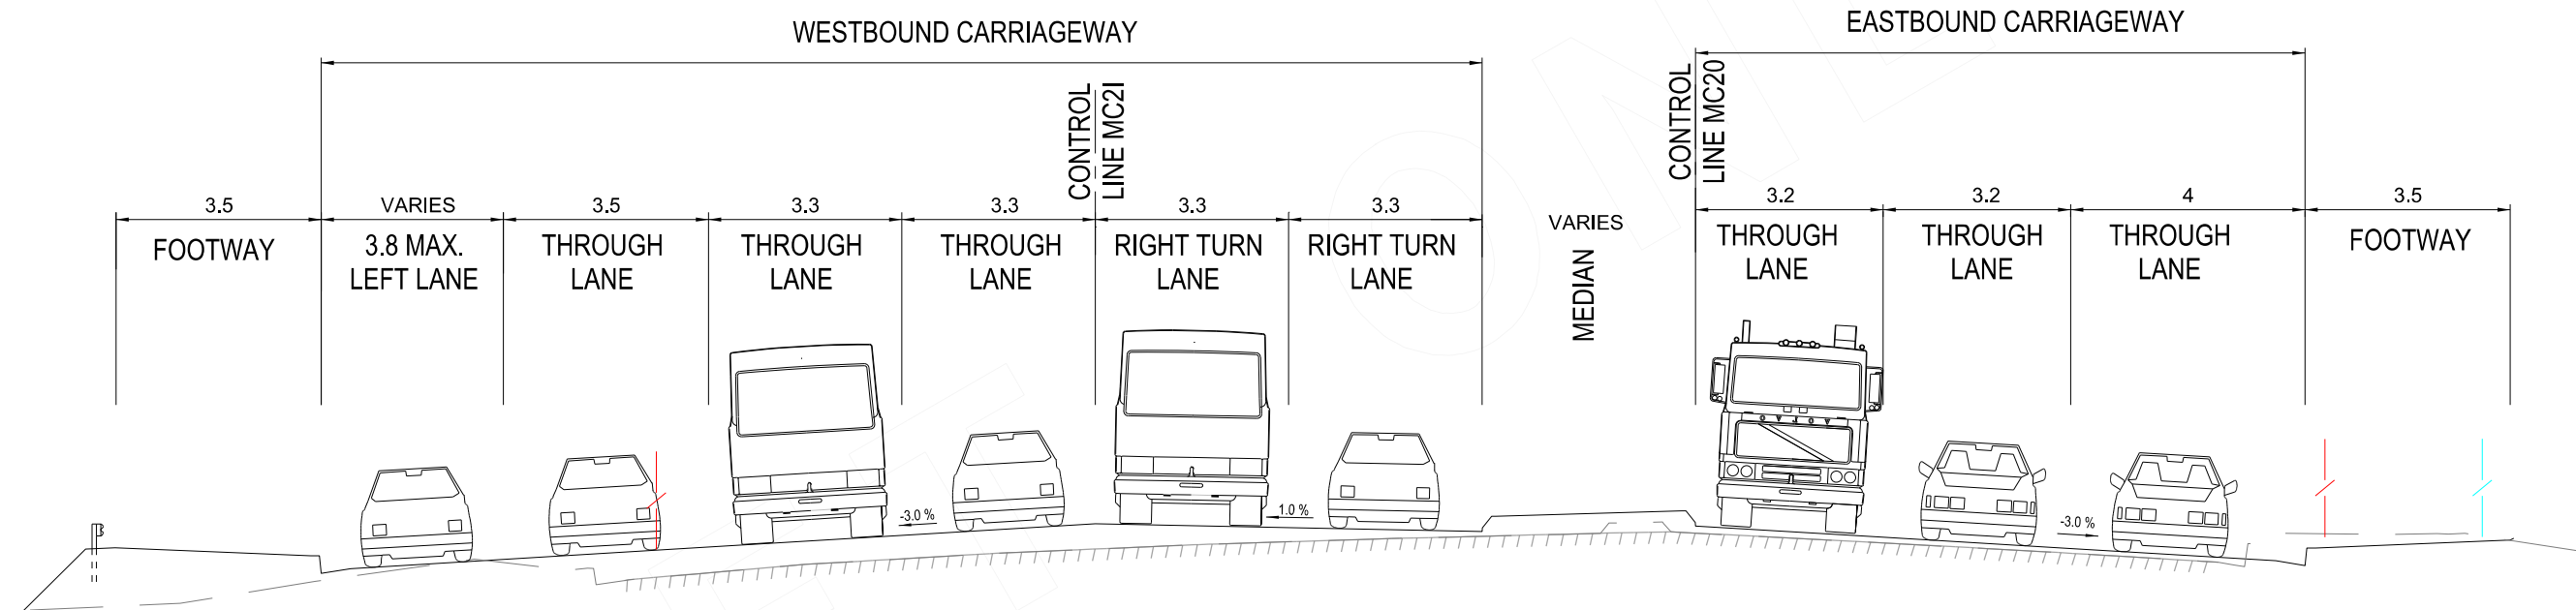 WESTBOUND CARRIAGEWAY
EASTBOUND CARRIAGEWAY
CONTROL
LINE MC2I
CONTROL
LINE MC20
3.5
VARIES
3.5
3.3
3.3
3.3
3.3
VARIES
3.2
3.2
4
3.5
FOOTWAY
3.8 MAX.
LEFT LANE
THROUGH
LANE
THROUGH
LANE
THROUGH
LANE
RIGHT TURN
LANE
RIGHT TURN
LANE
MEDIAN
THROUGH
LANE
THROUGH
LANE
THROUGH
LANE
FOOTWAY
-3.0 %
1.0 %
-3.0 %